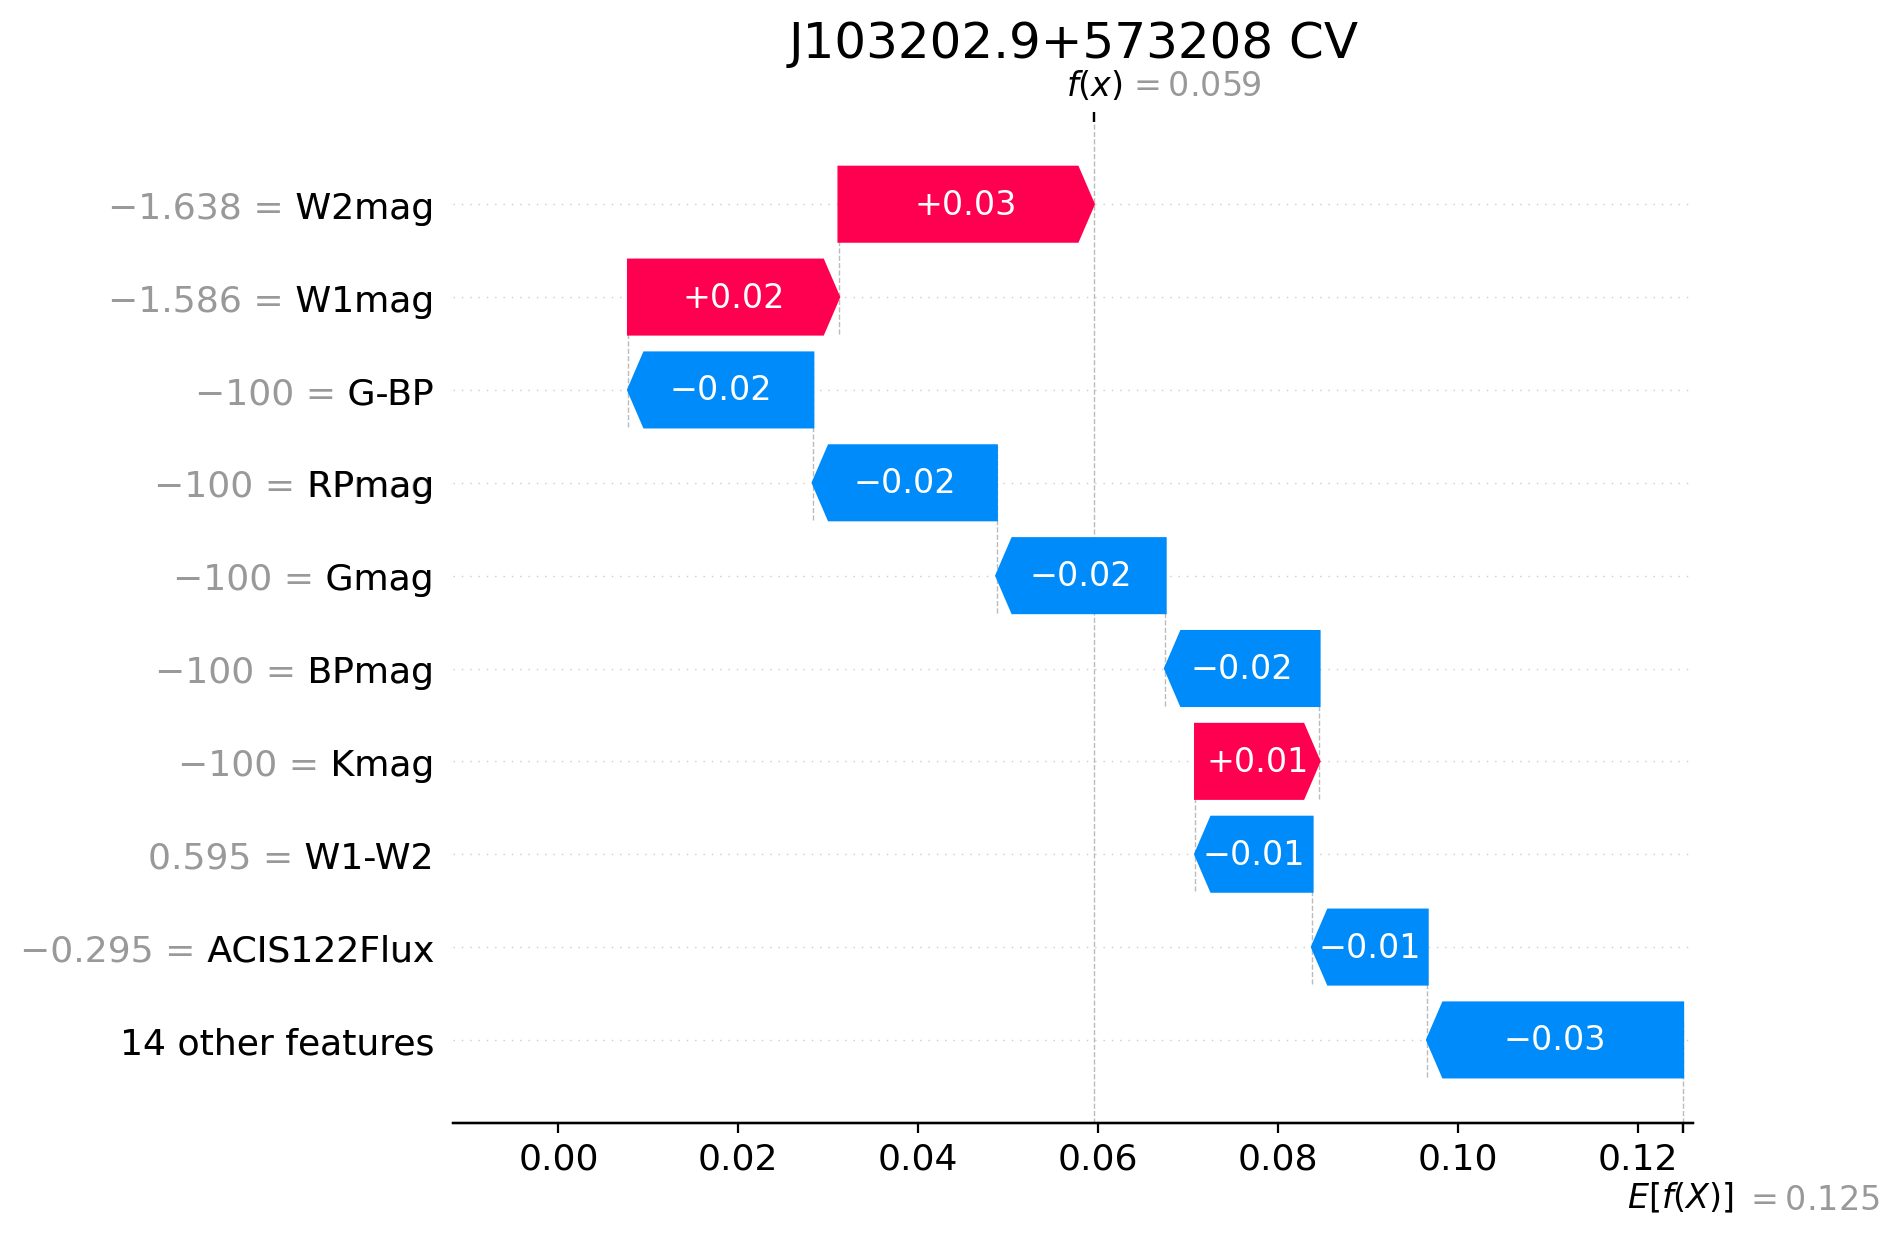 J103202.9+573208 CV
f(x) = 0.059
−1.638 = W2mag +0.03
−1.586 = W1mag +0.02
−100 = G-BP −0.02
−100 = RPmag −0.02
−100 = Gmag −0.02
−100 = BPmag −0.02
−100 = Kmag +0.01
0.595 = W1-W2 −0.01
−0.295 = ACIS122Flux −0.01
14 other features −0.03
0.00 0.02 0.04 0.06 0.08 0.10 0.12
E[f(X)] = 0.125